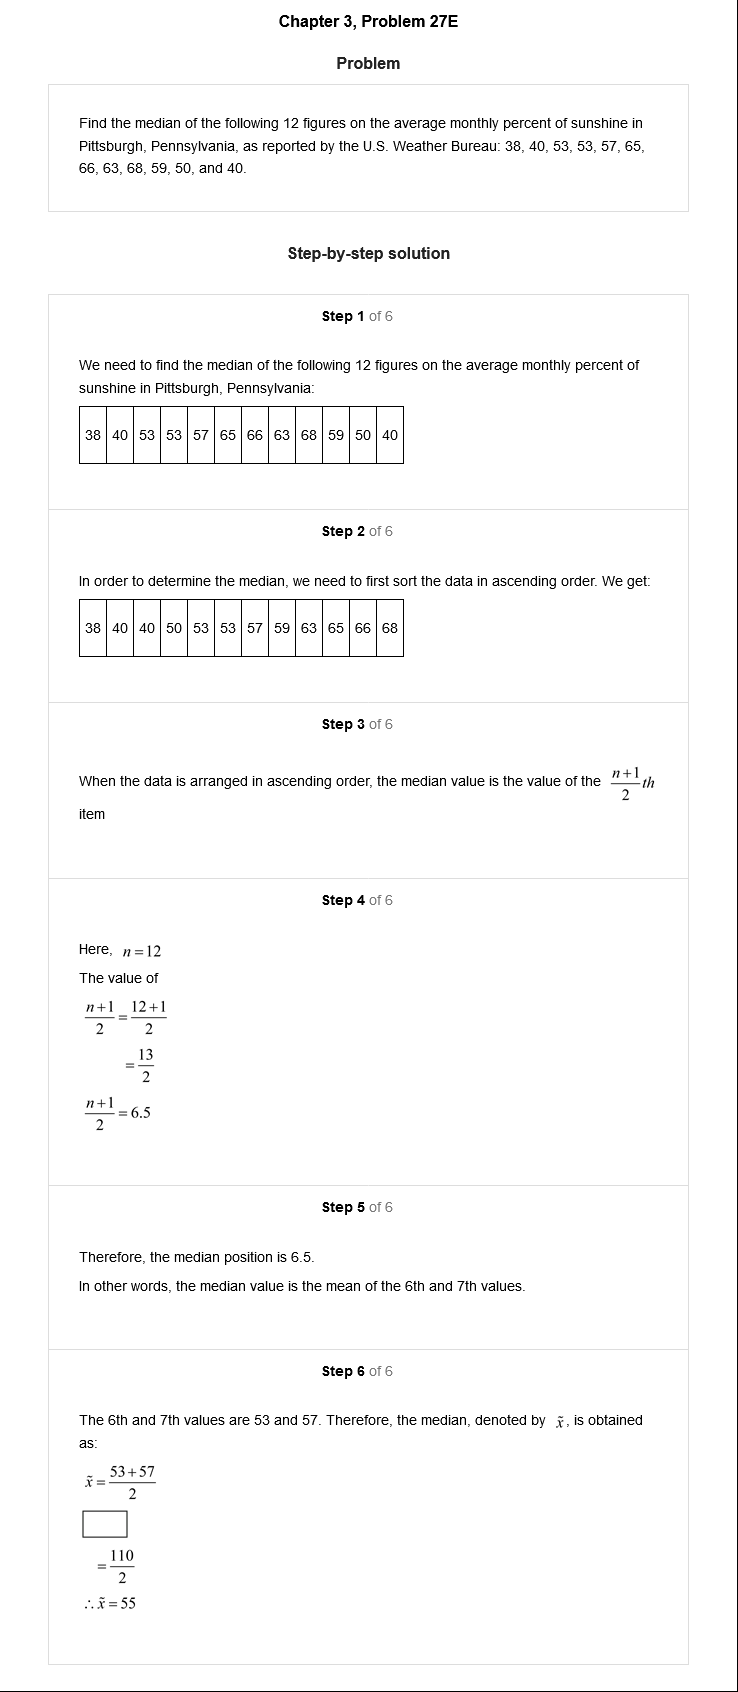 Chapter 3, Problem 27E
Problem
Find the median of the following 12 figures on the average monthly percent of sunshine in
Pittsburgh, Pennsylvania, as reported by the U.S. Weather Bureau: 38, 40, 53, 53, 57, 65,
66, 63, 68, 59, 50, and 40.
Step-by-step solution
Step 1 of 6
We need to find the median of the following 12 figures on the average monthly percent of
sunshine in Pittsburgh, Pennsylvania:
38 40 53 53 57 65 66 63 68 59 50 40
Step 2 of 6
In order to determine the median, we need to first sort the data in ascending order. We get:
38 40 40 50 53 53 57 59 63 65 66 68
Step 3 of 6
When the data is arranged in ascending order, the median value is the value of the (n+1)/2 th
item
Step 4 of 6
Here, n=12
The value of
(n+1)/2 = (12+1)/2
= 13/2
(n+1)/2 = 6.5
Step 5 of 6
Therefore, the median position is 6.5.
In other words, the median value is the mean of the 6th and 7th values.
Step 6 of 6
The 6th and 7th values are 53 and 57. Therefore, the median, denoted by x̃, is obtained
as:
x̃ = (53+57)/2
= 110/2
∴ x̃ = 55